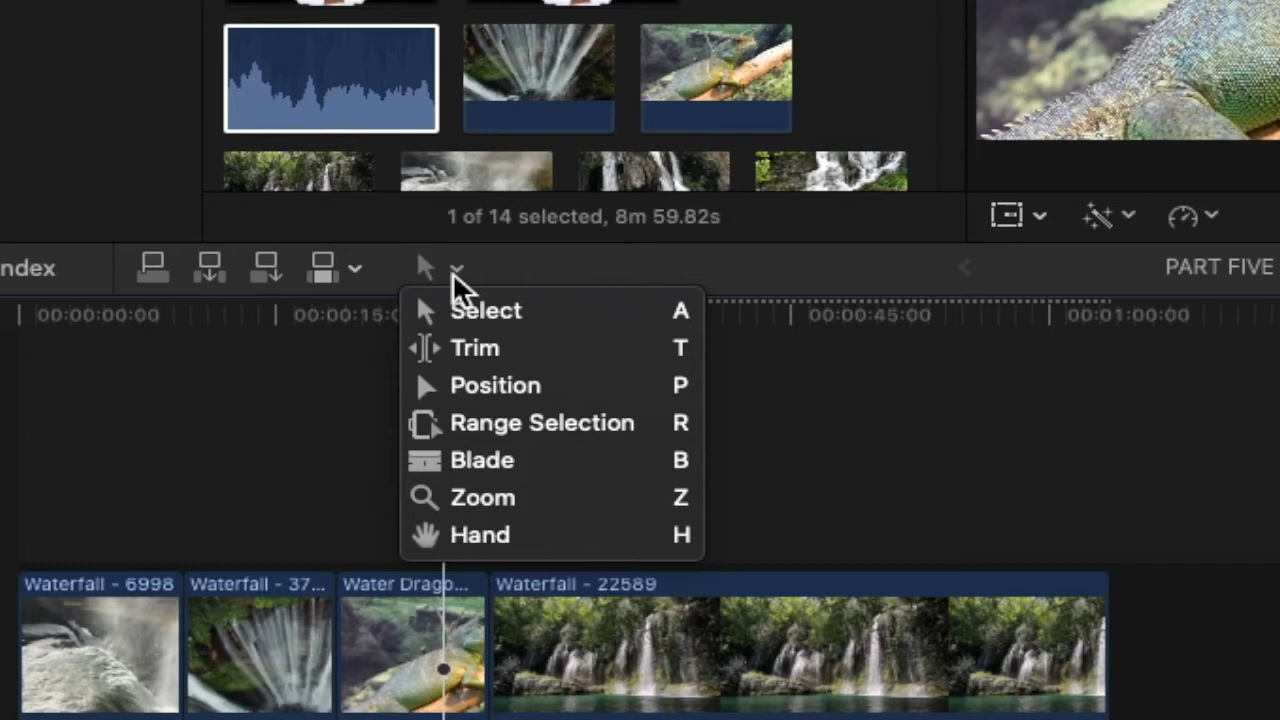 1 of 14 selected, 8m 59.82s
ndex
PART FIVE
00:00:00:00
00:00:15:0
00:00:45:00
00:01:00:00
Select A
Trim T
Position P
Range Selection R
Blade B
Zoom Z
Hand H
Waterfall - 6998
Waterfall - 37...
Water Drago...
Waterfall - 22589